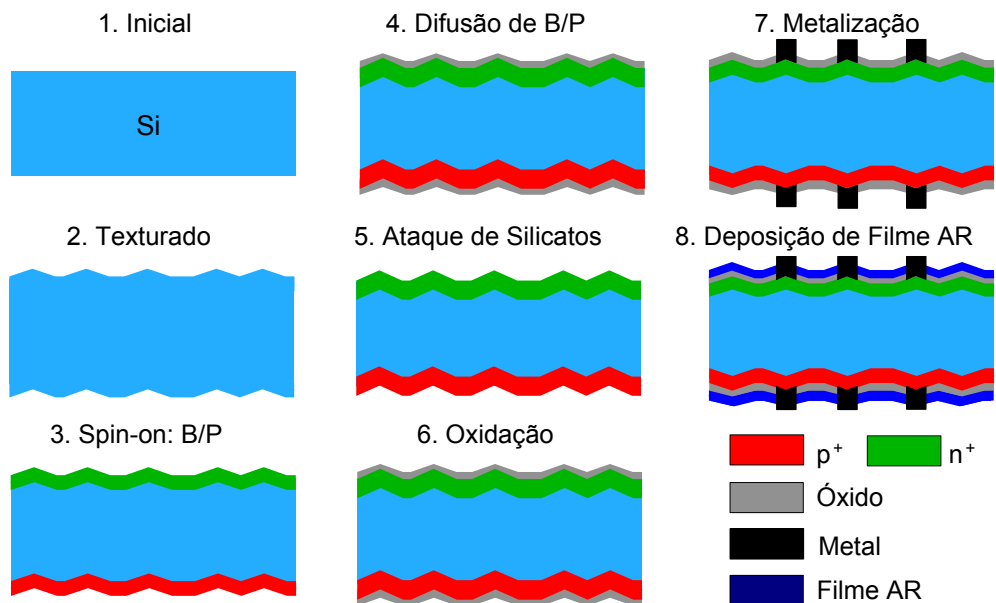 1. Inicial
Si
2. Texturado
3. Spin-on: B/P
4. Difusão de B/P
5. Ataque de Silicatos
6. Oxidação
7. Metalização
8. Deposição de Filme AR
p+
n+
Óxido
Metal
Filme AR